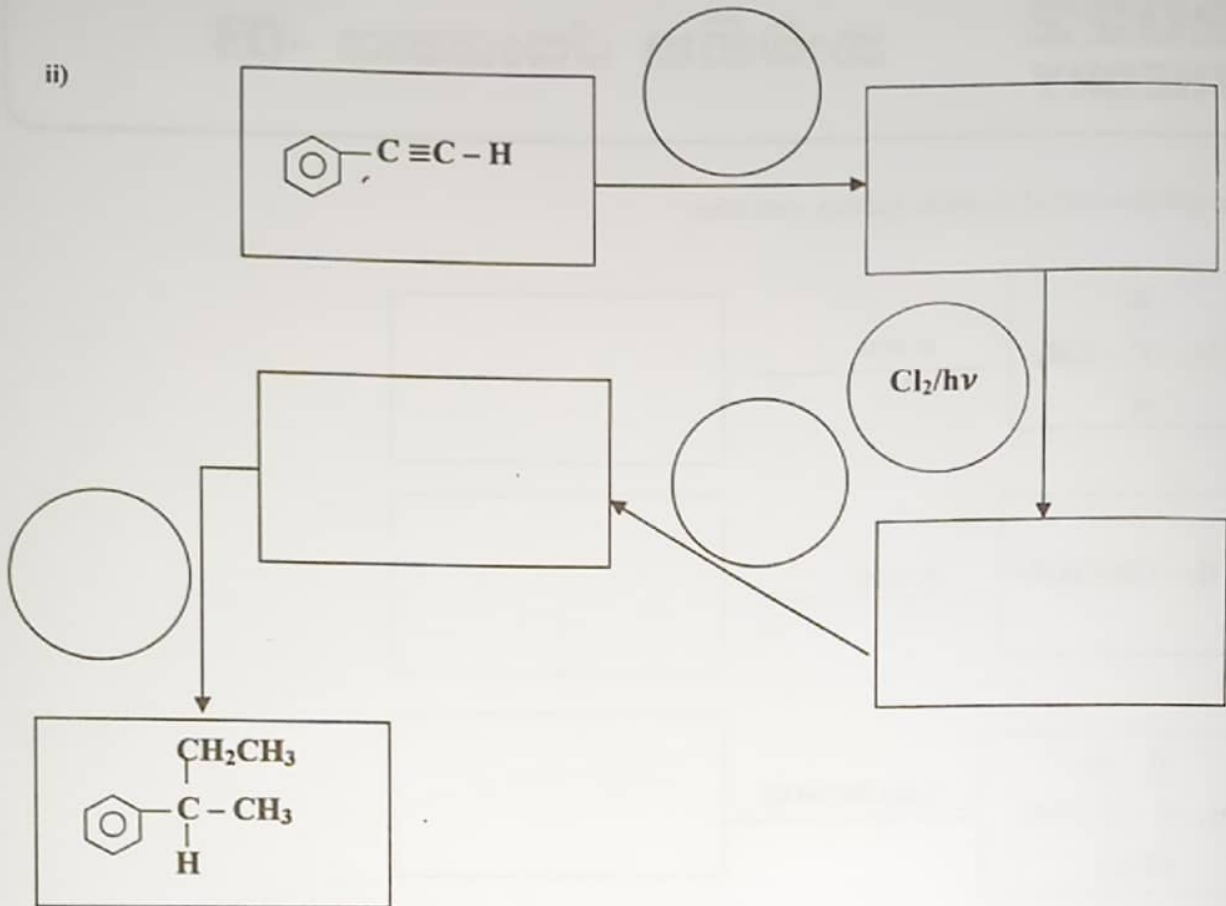 ii)
C ≡C – H
Cl₂/hν
CH₂CH₃
C – CH₃
H